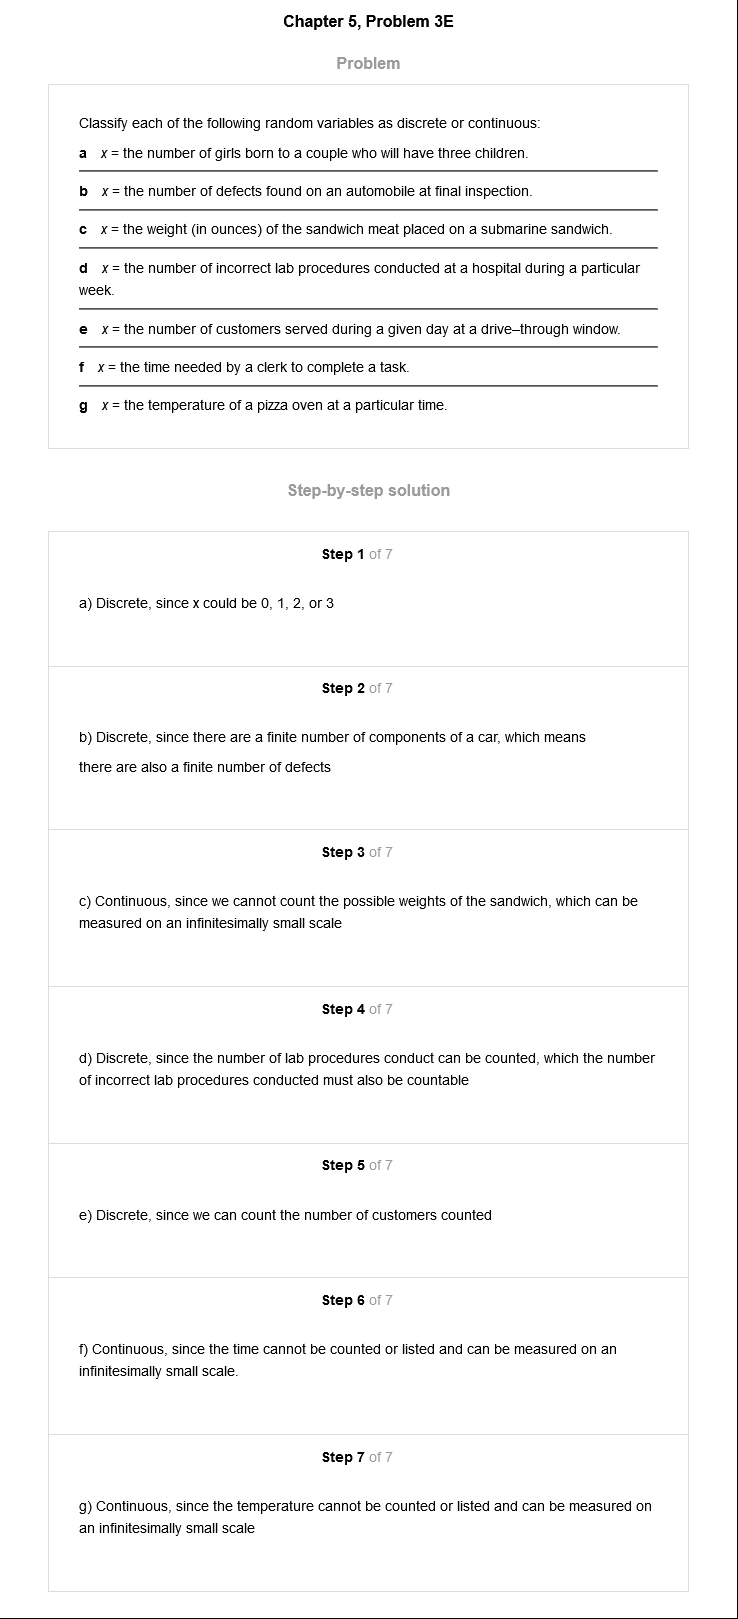 Chapter 5, Problem 3E
Problem
Classify each of the following random variables as discrete or continuous:
a x = the number of girls born to a couple who will have three children.
b x = the number of defects found on an automobile at final inspection.
c x = the weight (in ounces) of the sandwich meat placed on a submarine sandwich.
d x = the number of incorrect lab procedures conducted at a hospital during a particular
week.
e x = the number of customers served during a given day at a drive–through window.
f x = the time needed by a clerk to complete a task.
g x = the temperature of a pizza oven at a particular time.
Step-by-step solution
Step 1 of 7
a) Discrete, since x could be 0, 1, 2, or 3
Step 2 of 7
b) Discrete, since there are a finite number of components of a car, which means
there are also a finite number of defects
Step 3 of 7
c) Continuous, since we cannot count the possible weights of the sandwich, which can be
measured on an infinitesimally small scale
Step 4 of 7
d) Discrete, since the number of lab procedures conduct can be counted, which the number
of incorrect lab procedures conducted must also be countable
Step 5 of 7
e) Discrete, since we can count the number of customers counted
Step 6 of 7
f) Continuous, since the time cannot be counted or listed and can be measured on an
infinitesimally small scale.
Step 7 of 7
g) Continuous, since the temperature cannot be counted or listed and can be measured on
an infinitesimally small scale